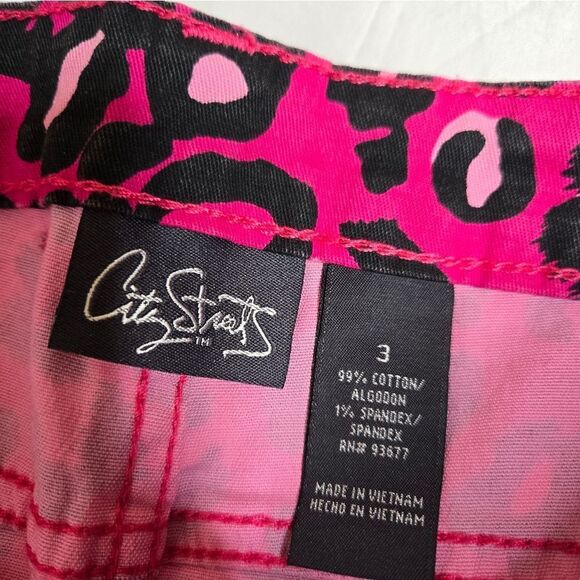 City Streets
TM
3
99% COTTON/
ALGODON
1% SPANDEX/
SPANDEX
RN# 93677
MADE IN VIETNAM
HECHO EN VIETNAM